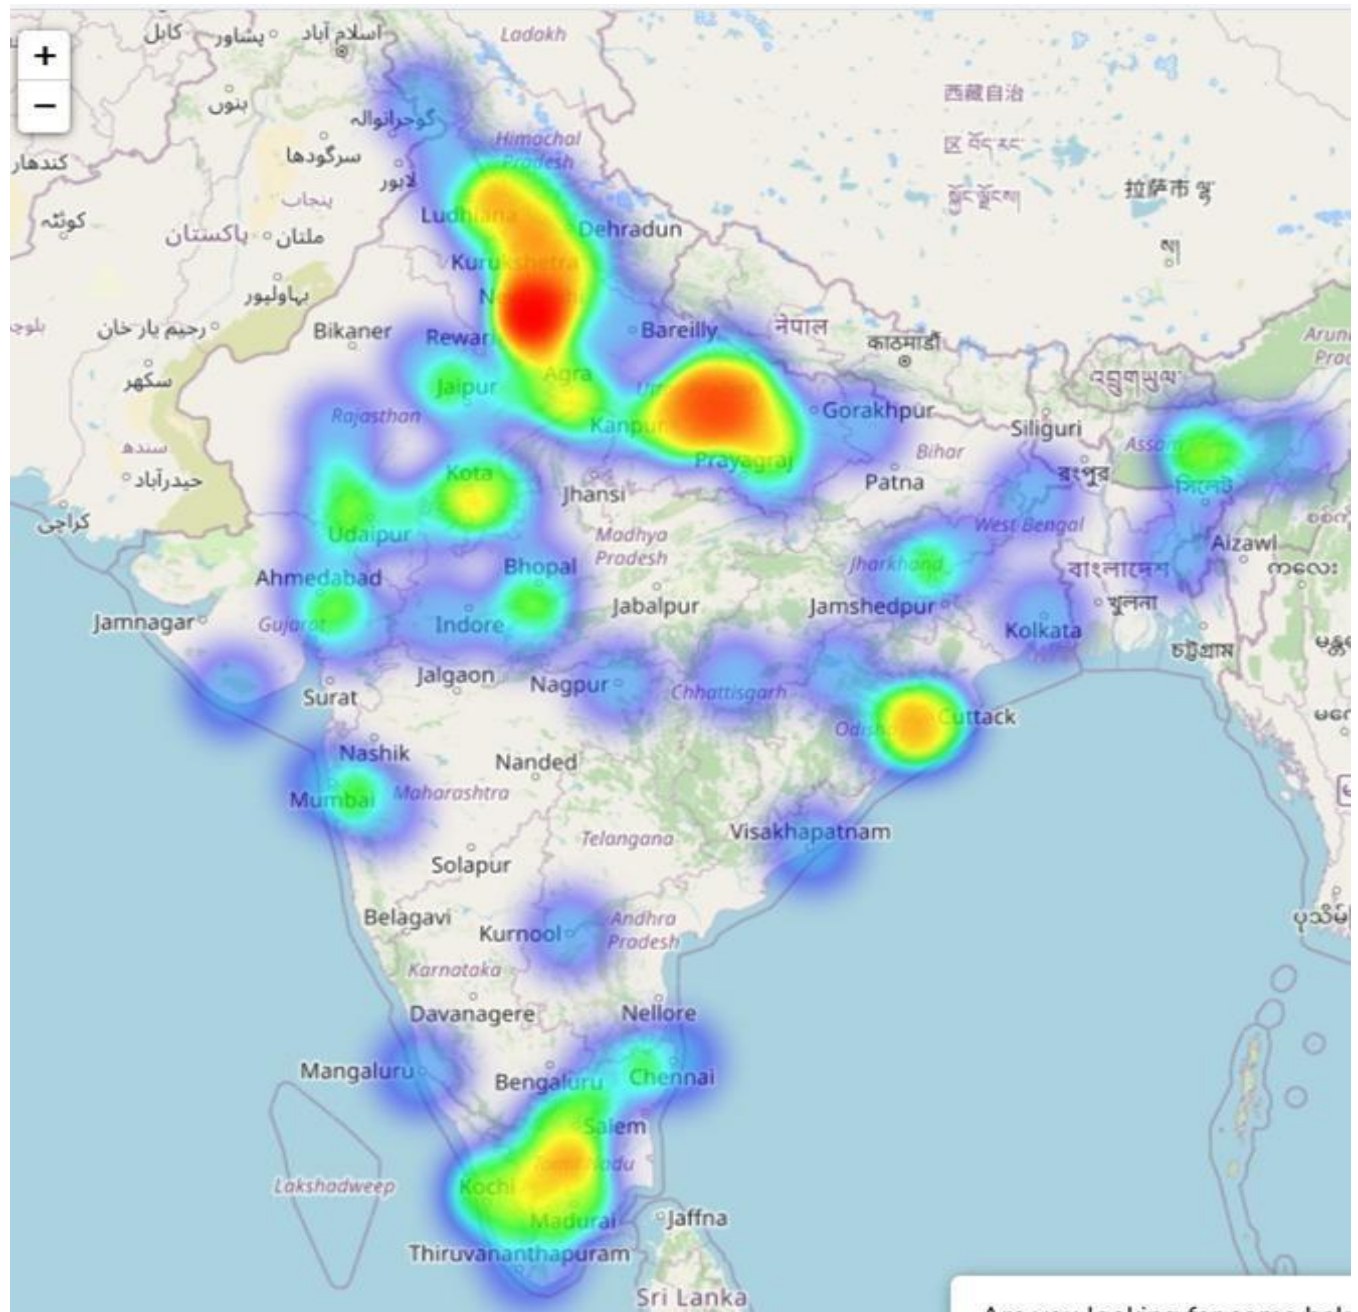 +
−
کابل
پشاور
اسلام آباد
Ladakh
بنوں
گوجرانوالہ
西藏自治
Himachal
Pradesh
کندھار
سرگودھا
لاہور
拉萨市
پنجاب
Ludhiana
کوئٹہ
پاکستان
ملتان
Dehradun
Kurukshetra
بہاولپور
رحیم یار خان
Bikaner
Rewari
Bareilly
नेपाल
काठमाडौँ
سکھر
Agra
Jaipur
Rajasthan
Kanpur
Gorakhpur
Siliguri
Assam
سندھ
Bihar
Prayagraj
রংপুর
حیدرآباد
Kota
Patna
সিলেট
Jhansi
کراچی
Udaipur
West Bengal
Madhya
Pradesh
Aizawl
Ahmedabad
Bhopal
Jharkhand
বাংলাদেশ
ကလေး
Jamnagar
Gujarat
Indore
Jabalpur
Jamshedpur
খুলনা
Kolkata
চট্টগ্রাম
Jalgaon
Nagpur
Chhattisgarh
Surat
Odisha
Cuttack
Nashik
Nanded
Mumbai
Maharashtra
Visakhapatnam
Telangana
Solapur
Belagavi
Kurnool
Andhra
Pradesh
Karnataka
Davanagere
Nellore
Mangaluru
Bengaluru
Chennai
Salem
Tamil Nadu
Lakshadweep
Kochi
Madurai
Jaffna
Thiruvananthapuram
Sri Lanka